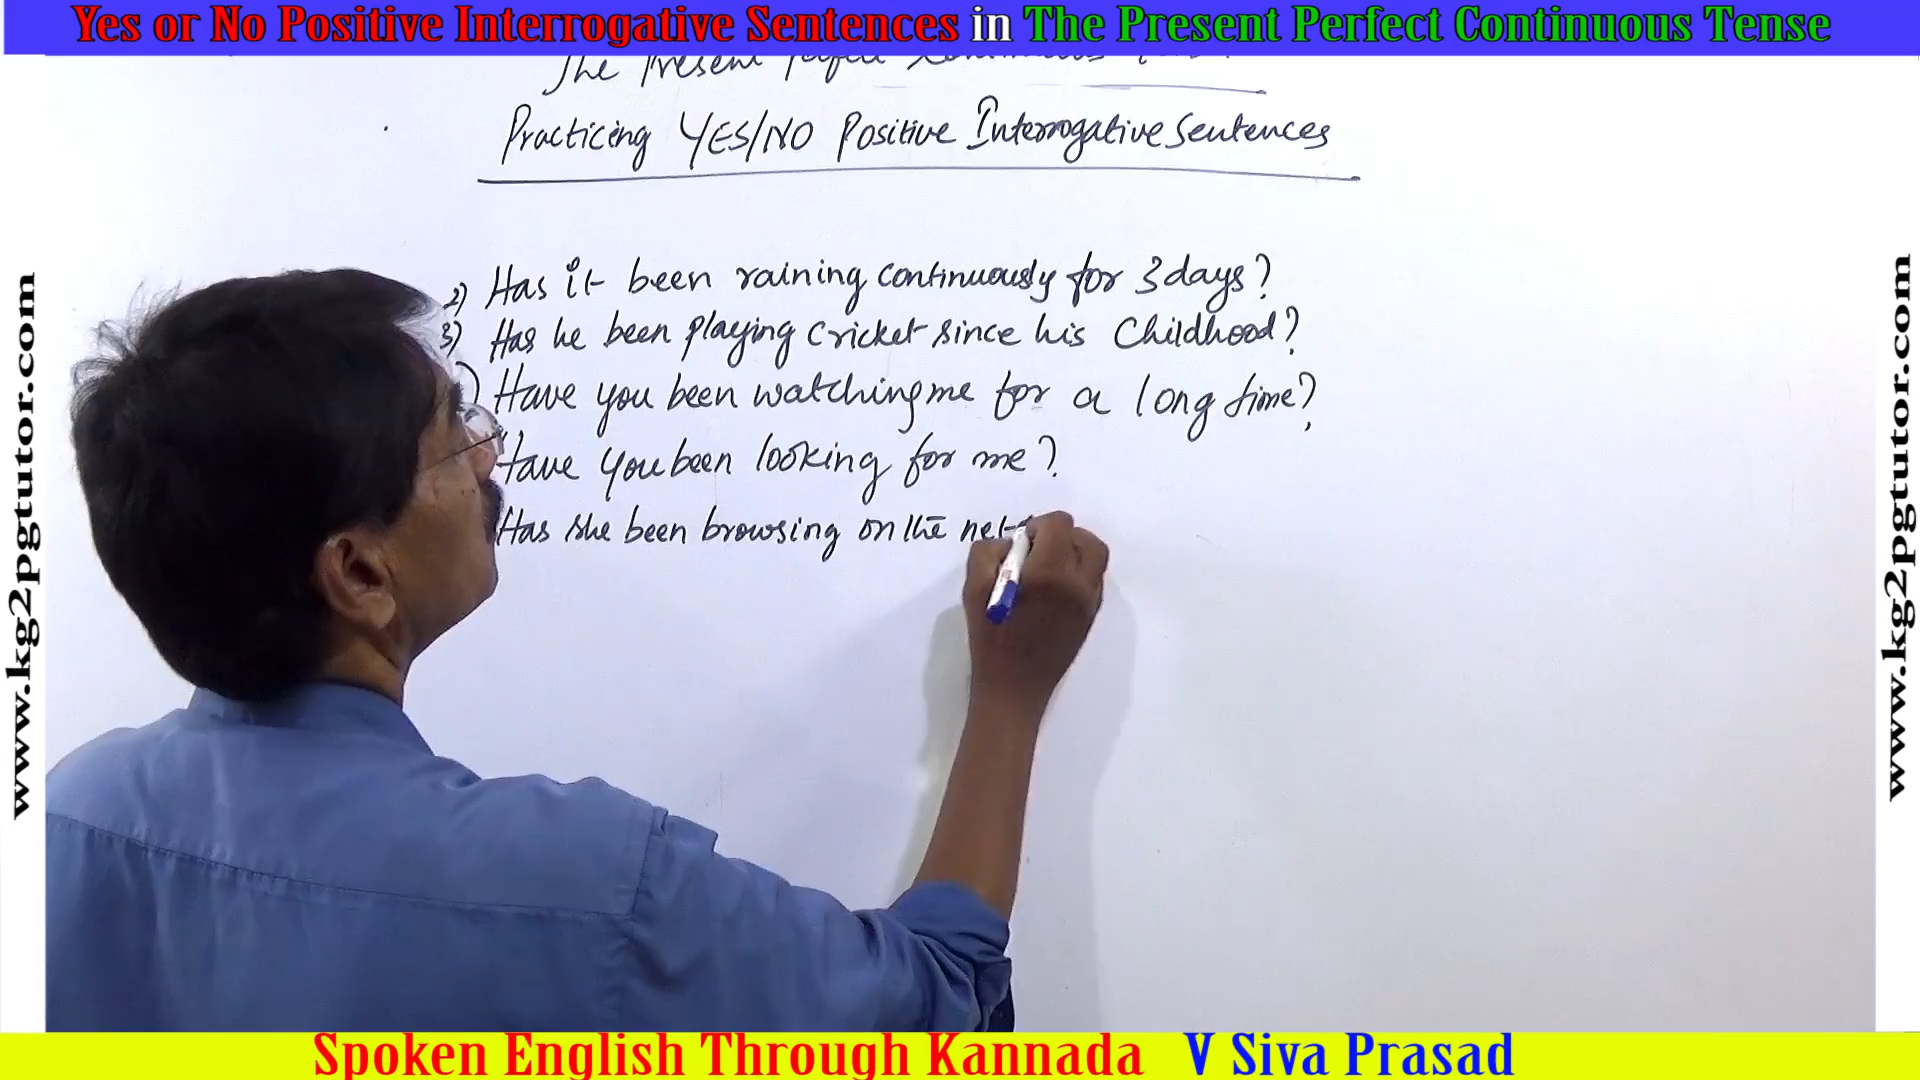 Yes or No Positive Interrogative Sentences in The Present Perfect Continuous Tense
The Present
Practicing YES/NO Positive Interrogative Sentences
2) Has it been raining continuously for 3 days?
3) Has he been playing cricket since his Childhood?
) Have you been watching me for a long time?
Have you been looking for me?
Has she been browsing on the net
www.kg2pgtutor.com
www.kg2pgtutor.com
Spoken English Through Kannada V Siva Prasad